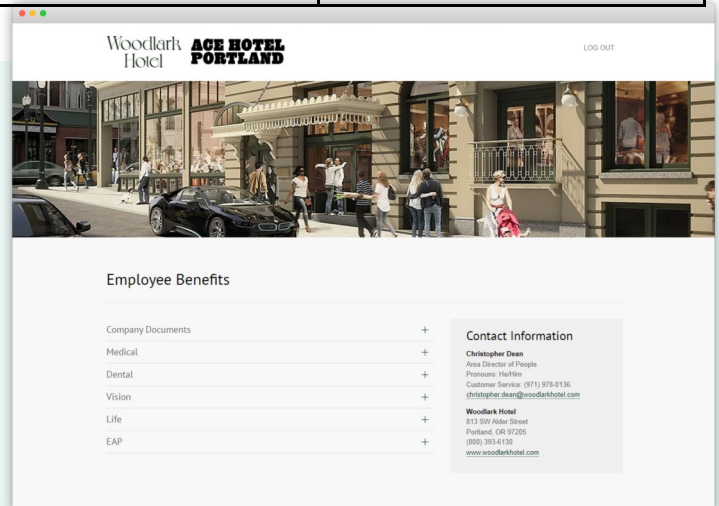 Woodlark Hotel
ACE HOTEL PORTLAND
LOG OUT
Employee Benefits
Company Documents +
Medical +
Dental +
Vision +
Life +
EAP +
Contact Information
Christopher Dean
Area Director of People
Pronouns: He/Him
Customer Service: (971) 978-0136
christopher.dean@woodlarkhotel.com
Woodlark Hotel
813 SW Alder Street
Portland, OR 97205
(800) 393-6130
www.woodlarkhotel.com